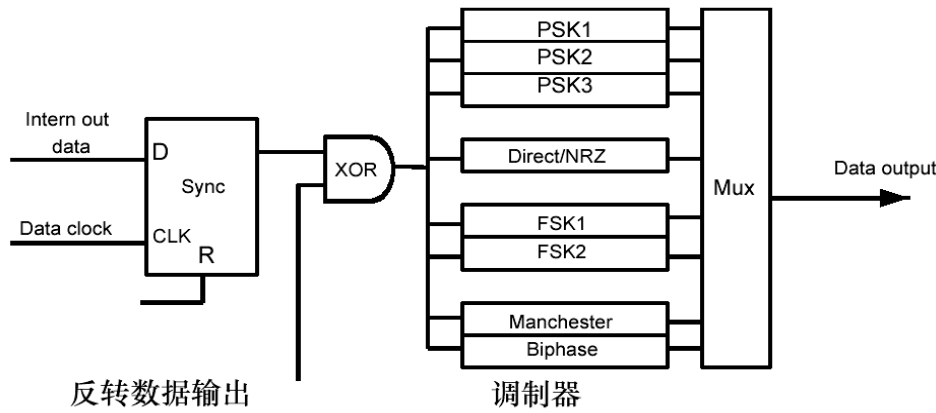 PSK1
PSK2
PSK3
Intern out
data
D
Sync
Data clock
CLK
R
XOR
Direct/NRZ
Mux
Data output
FSK1
FSK2
Manchester
Biphase
反转数据输出
调制器